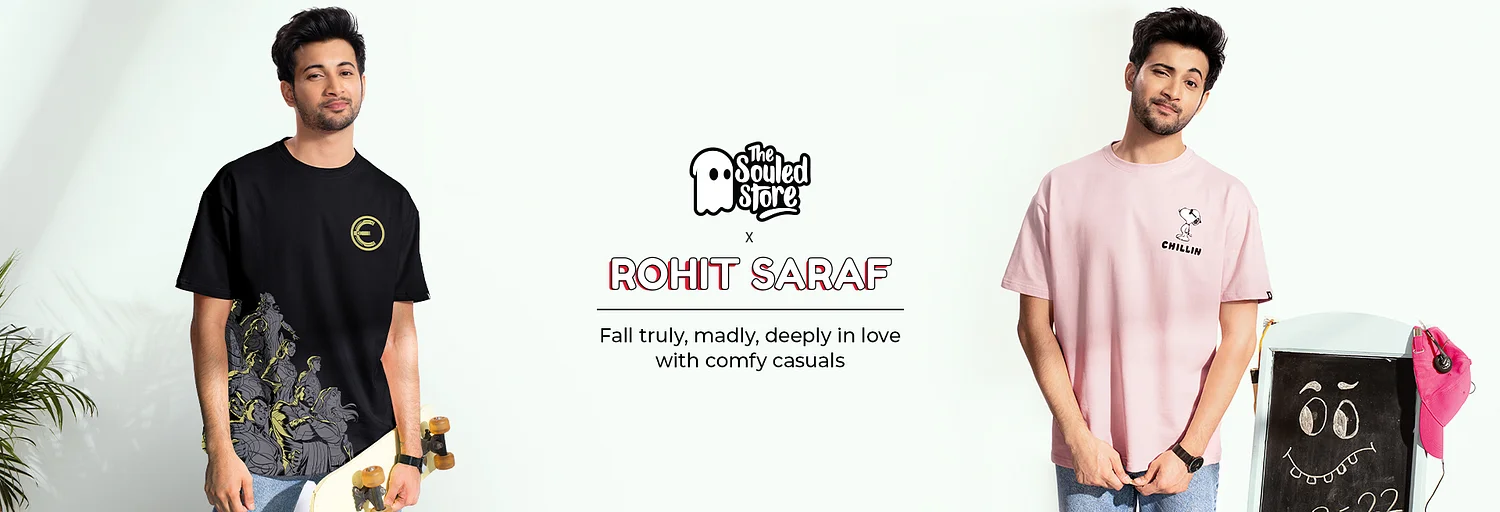 The
Souled
Store
X
ROHIT SARAF
Fall truly, madly, deeply in love
with comfy casuals
CHILLIN